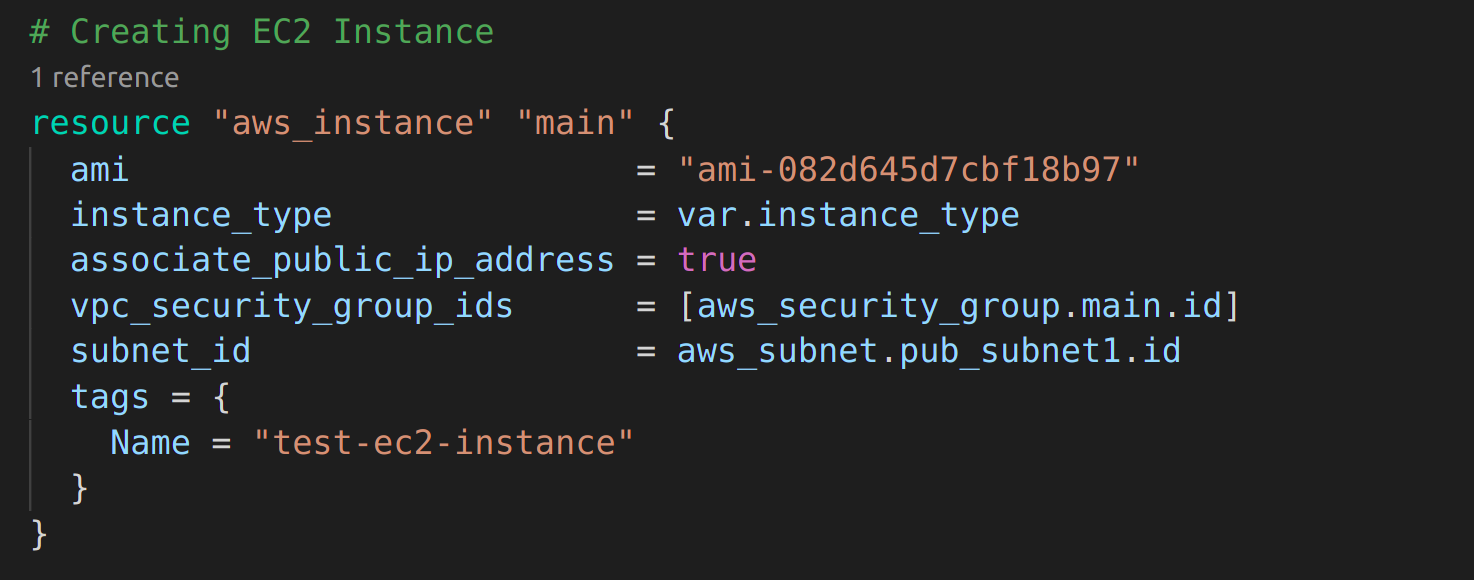 # Creating EC2 Instance
1 reference
resource "aws_instance" "main" {
  ami                         = "ami-082d645d7cbf18b97"
  instance_type               = var.instance_type
  associate_public_ip_address = true
  vpc_security_group_ids      = [aws_security_group.main.id]
  subnet_id                   = aws_subnet.pub_subnet1.id
  tags = {
    Name = "test-ec2-instance"
  }
}